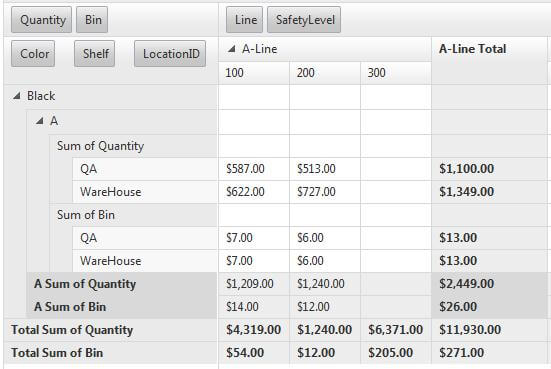 Quantity Bin Line SafetyLevel
Color Shelf LocationID A-Line A-Line Total
100 200 300
Black
A
Sum of Quantity
QA $587.00 $513.00 $1,100.00
WareHouse $622.00 $727.00 $1,349.00
Sum of Bin
QA $7.00 $6.00 $13.00
WareHouse $7.00 $6.00 $13.00
A Sum of Quantity $1,209.00 $1,240.00 $2,449.00
A Sum of Bin $14.00 $12.00 $26.00
Total Sum of Quantity $4,319.00 $1,240.00 $6,371.00 $11,930.00
Total Sum of Bin $54.00 $12.00 $205.00 $271.00